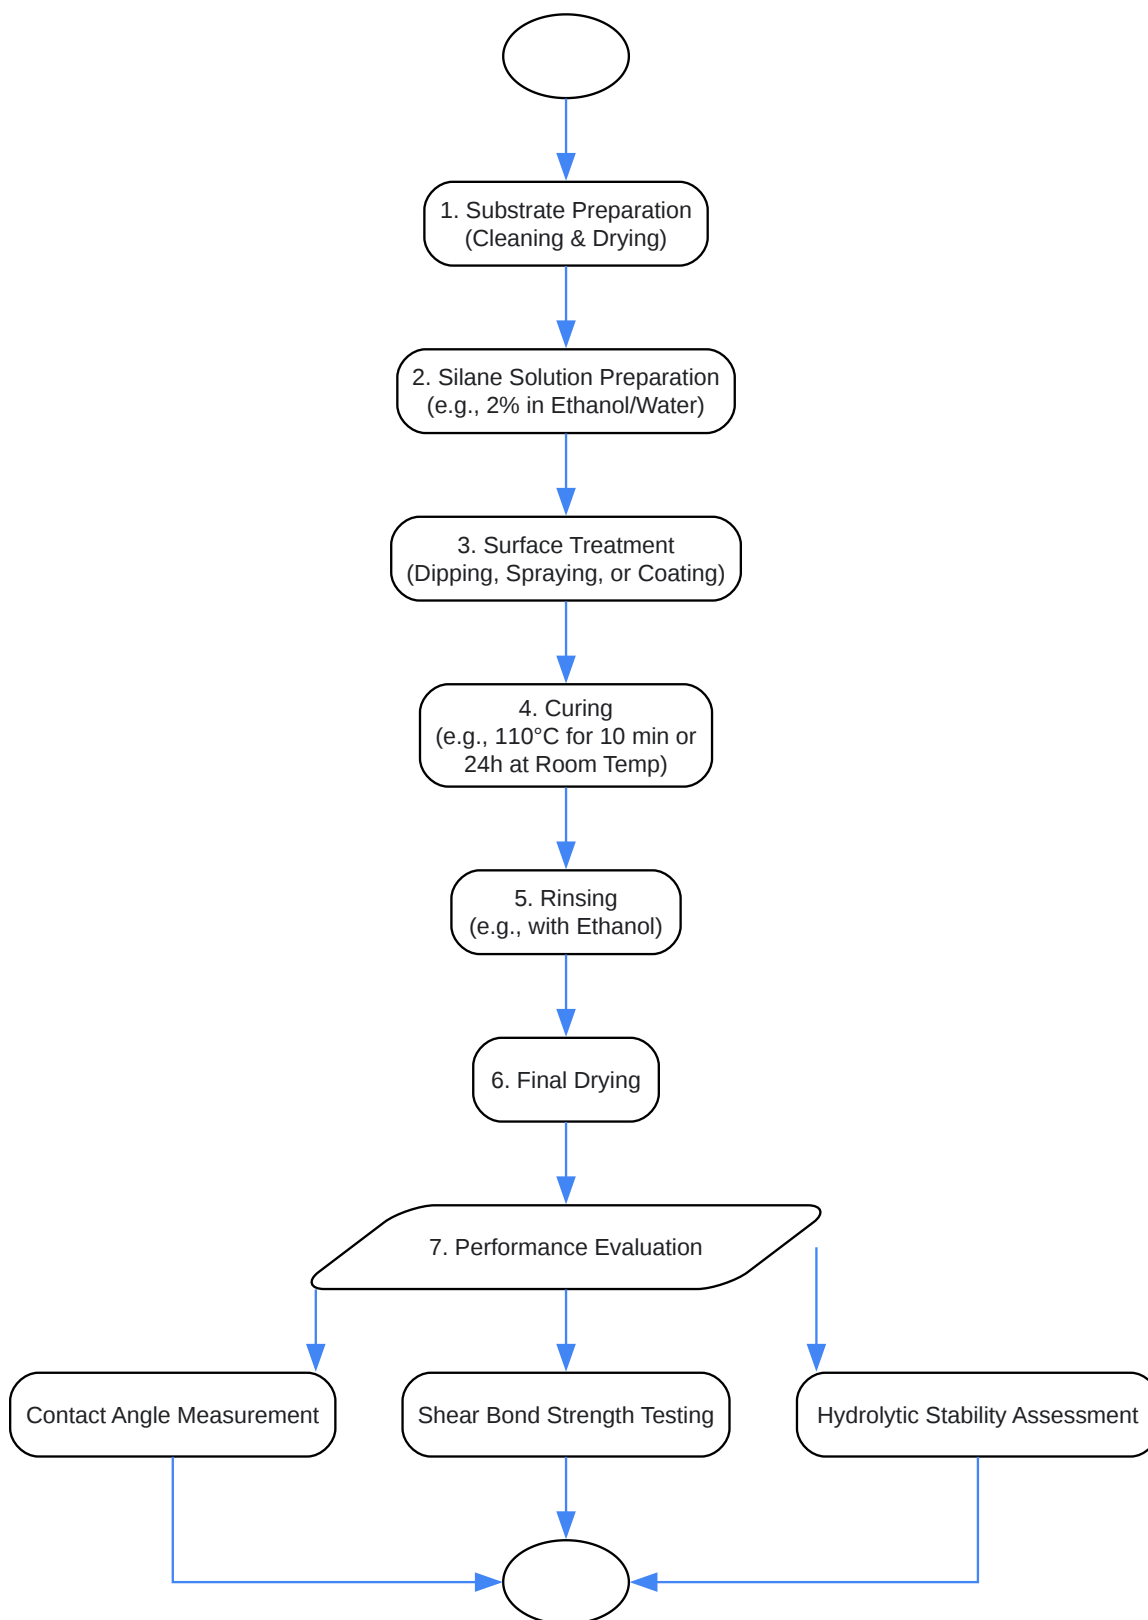 1. Substrate Preparation
(Cleaning & Drying)
2. Silane Solution Preparation
(e.g., 2% in Ethanol/Water)
3. Surface Treatment
(Dipping, Spraying, or Coating)
4. Curing
(e.g., 110°C for 10 min or
24h at Room Temp)
5. Rinsing
(e.g., with Ethanol)
6. Final Drying
7. Performance Evaluation
Contact Angle Measurement
Shear Bond Strength Testing
Hydrolytic Stability Assessment